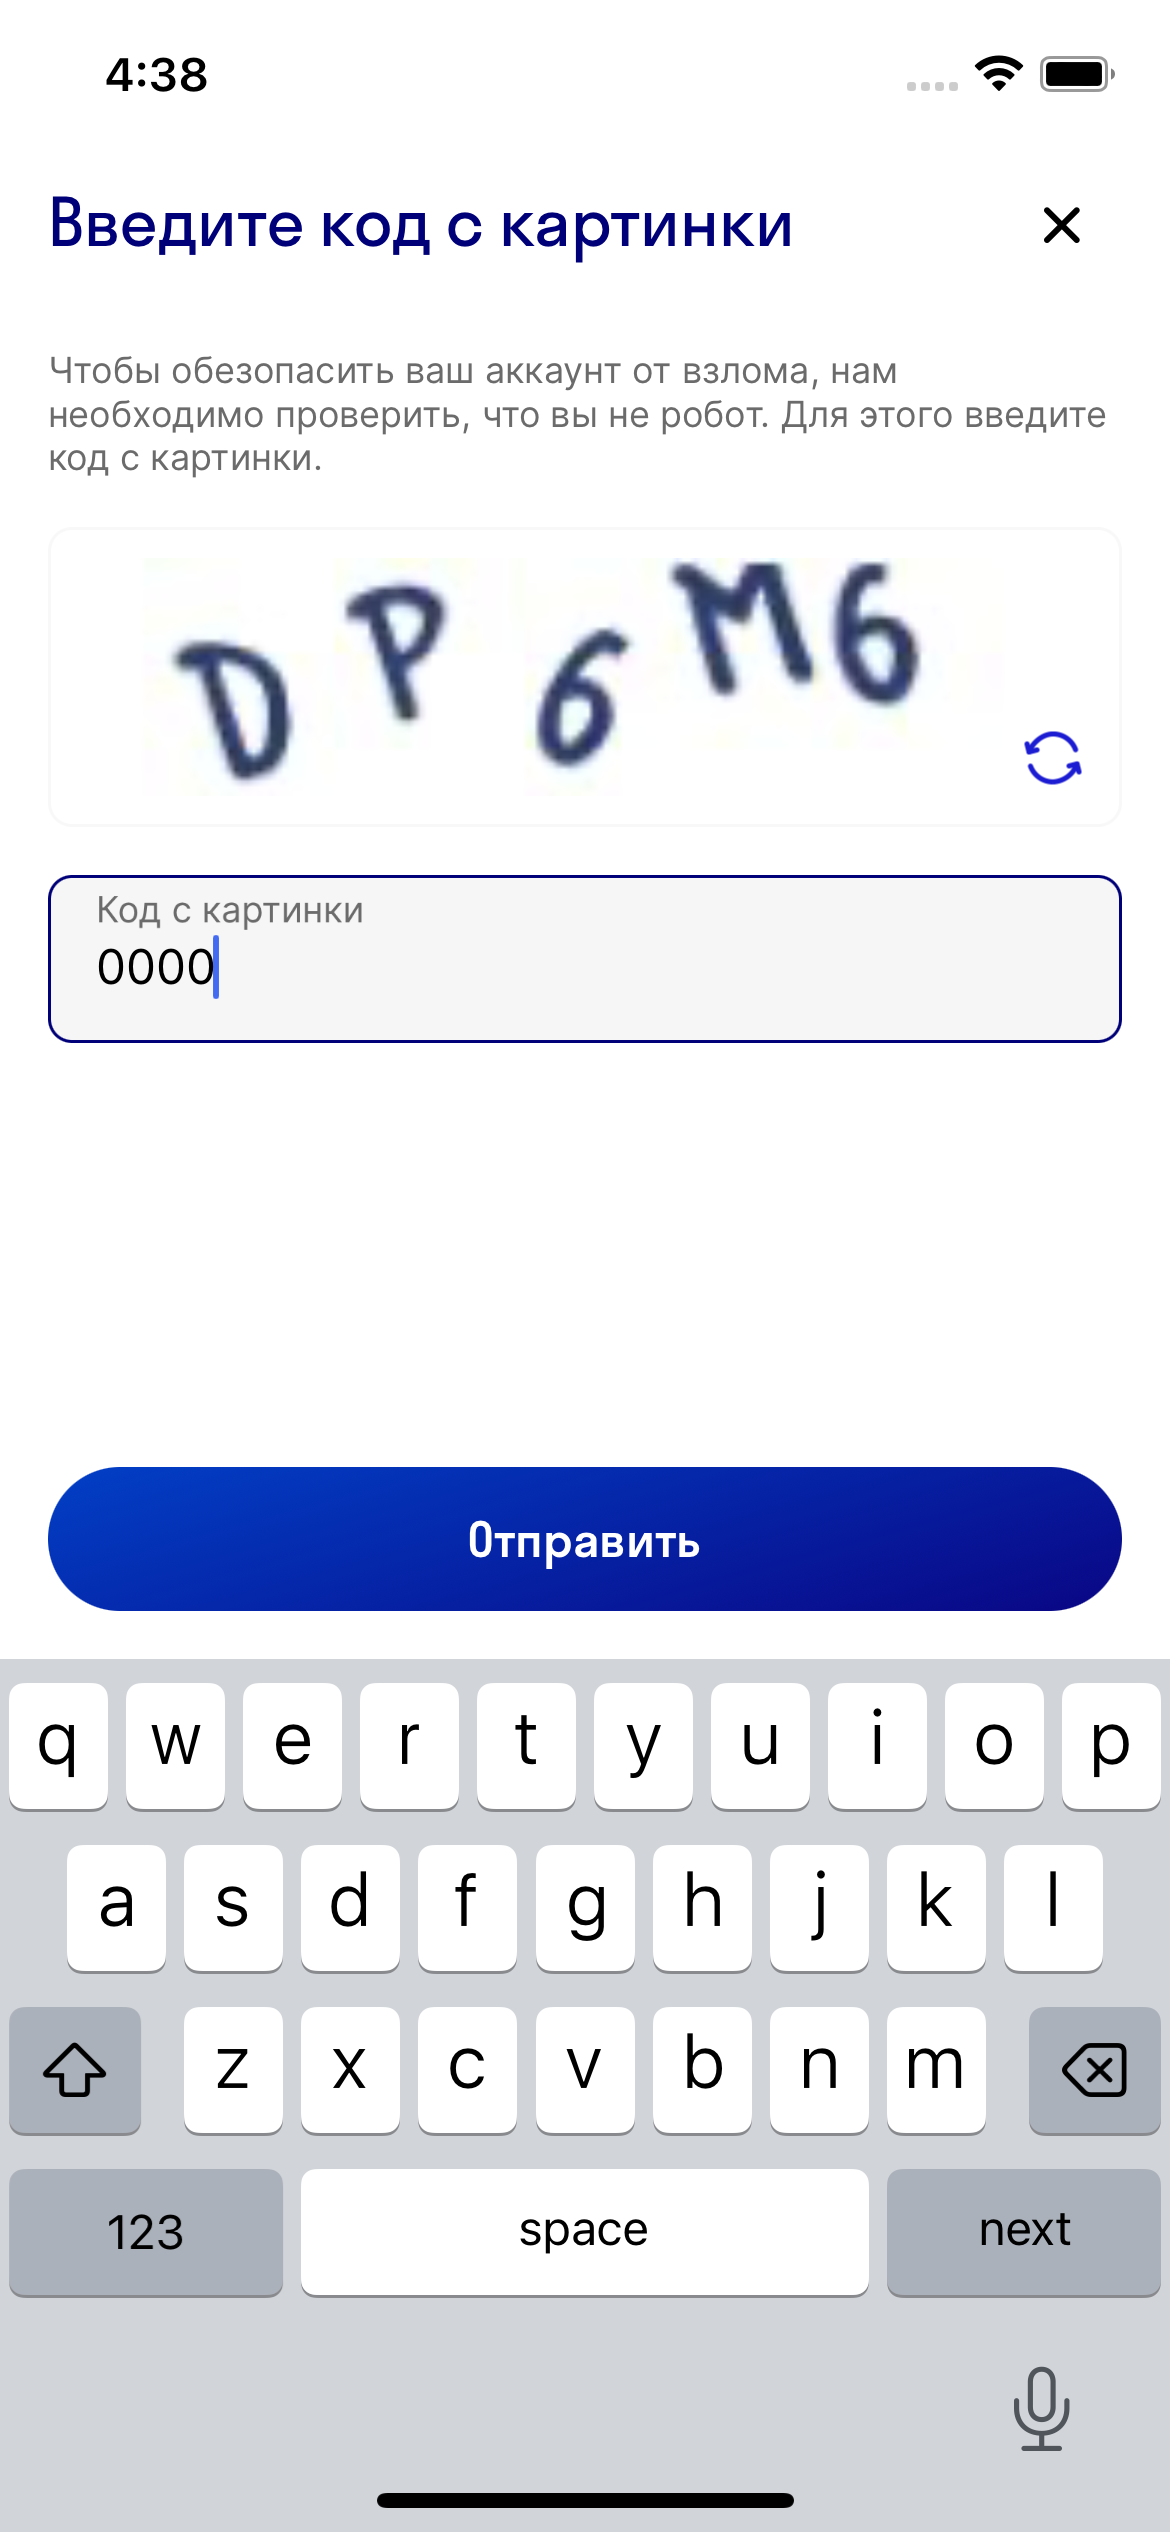 4:38
Введите код с картинки
Чтобы обезопасить ваш аккаунт от взлома, нам
необходимо проверить, что вы не робот. Для этого введите
код с картинки.
DP6M6
Код с картинки
0000
Отправить
q w e r t y u i o p
a s d f g h j k l
z x c v b n m
123 space next